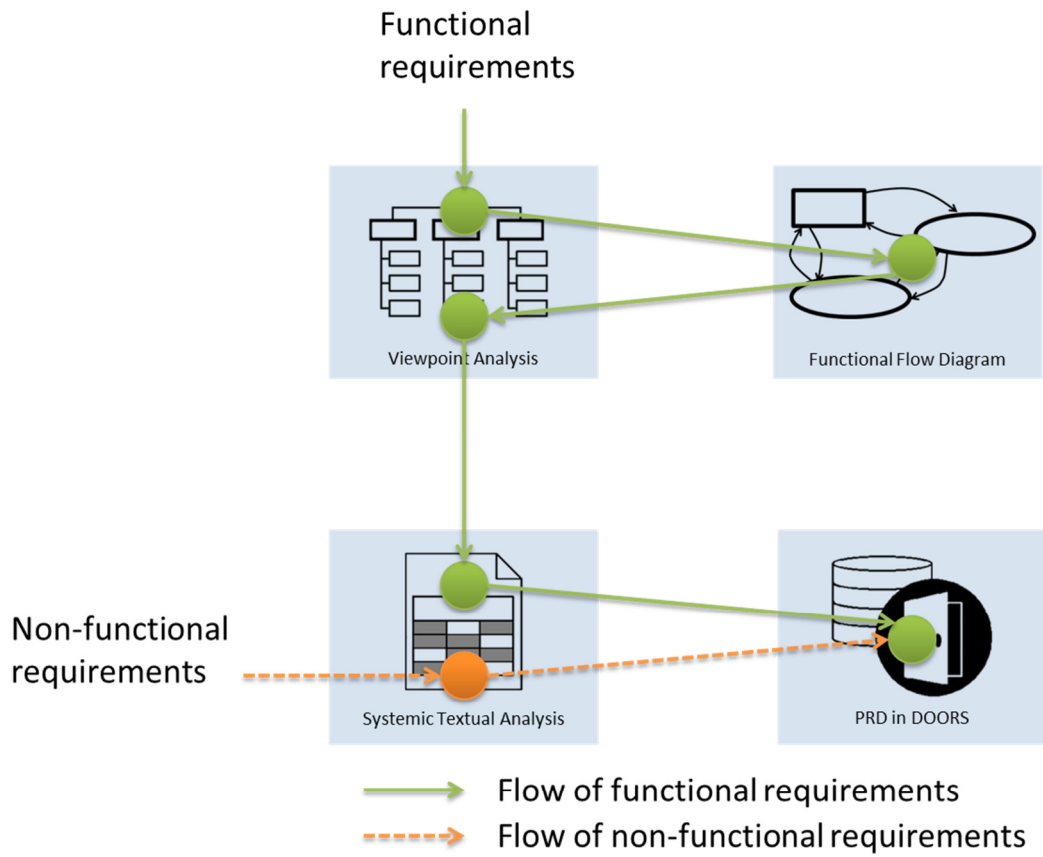 Functional
requirements
Viewpoint Analysis
Functional Flow Diagram
Non-functional
requirements
Systemic Textual Analysis
PRD in DOORS
Flow of functional requirements
Flow of non-functional requirements